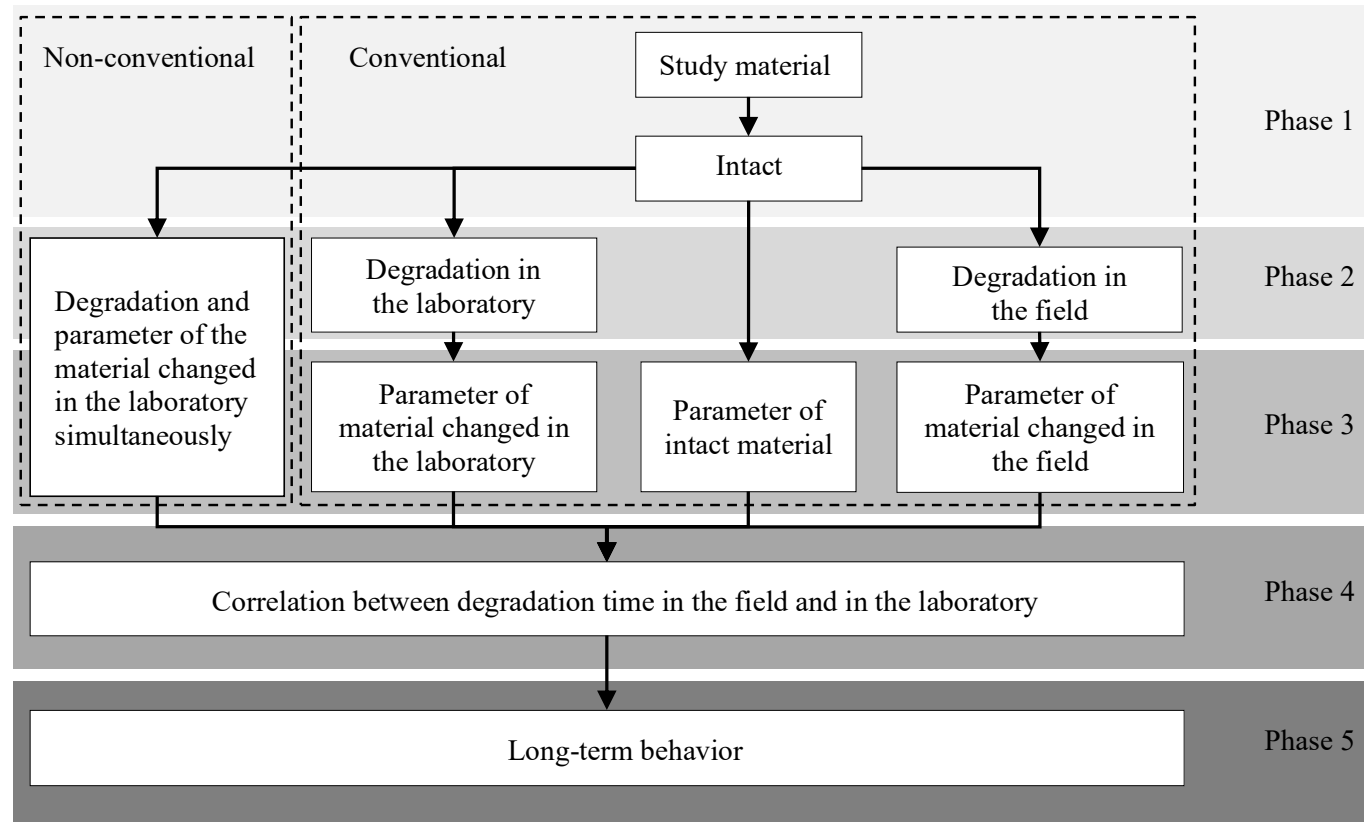 Non-conventional
Conventional
Study material
Phase 1
Intact
Degradation and
parameter of the
material changed
in the laboratory
simultaneously
Degradation in
the laboratory
Degradation in
the field
Phase 2
Parameter of
material changed in
the laboratory
Parameter of
intact material
Parameter of
material changed in
the field
Phase 3
Correlation between degradation time in the field and in the laboratory
Phase 4
Long-term behavior
Phase 5